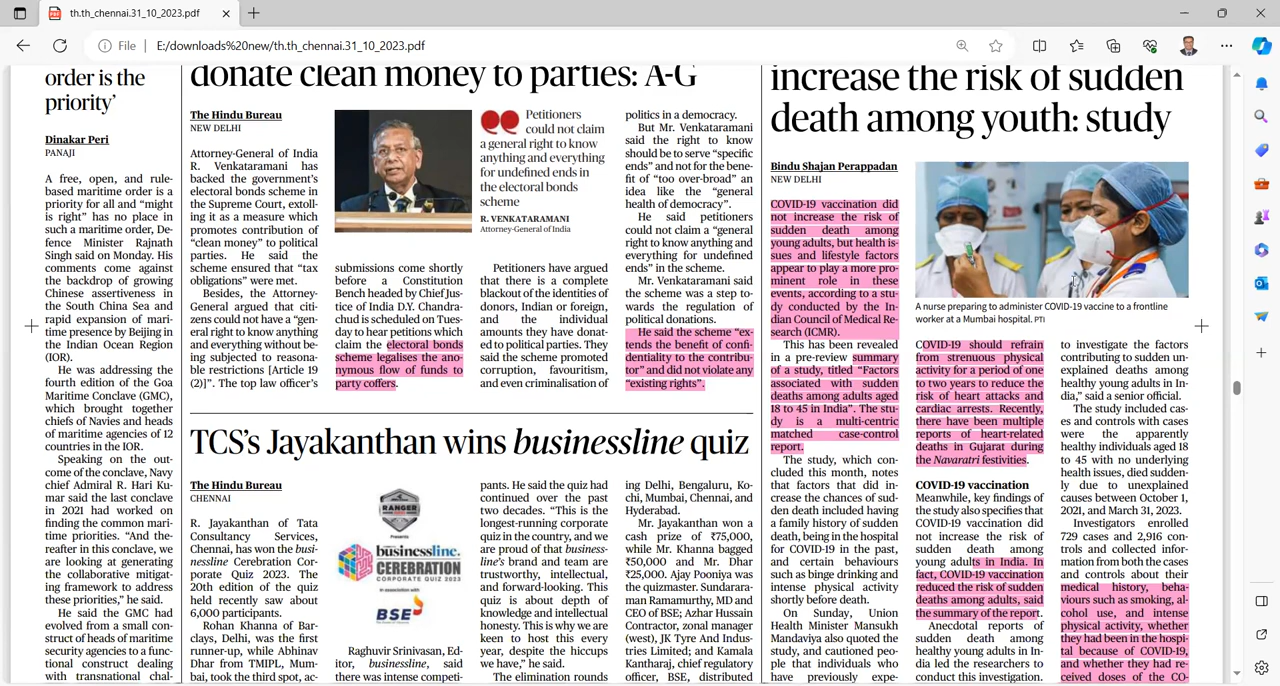 th.th_chennai.31_10_2023.pdf
File
E:/downloads%20new/th.th_chennai.31_10_2023.pdf
order is the
priority’
Dinakar Peri
PANAJI
A free, open, and rule-
based maritime order is a
priority for all and “might
is right” has no place in
such a maritime order, De-
fence Minister Rajnath
Singh said on Monday. His
comments come against
the backdrop of growing
Chinese assertiveness in
the South China Sea and
rapid expansion of mari-
time presence by Beijing in
the Indian Ocean Region
(IOR).
He was addressing the
fourth edition of the Goa
Maritime Conclave (GMC),
which brought together
chiefs of Navies and heads
of maritime agencies of 12
countries in the IOR.
Speaking on the out-
come of the conclave, Navy
chief Admiral R. Hari Ku-
mar said the last conclave
in 2021 had worked on
finding the common mari-
time priorities. “And the-
reafter in this conclave, we
are looking at generating
the collaborative mitigat-
ing framework to address
these priorities,” he said.
He said the GMC had
evolved from a small con-
struct of heads of maritime
security agencies to a func-
tional construct dealing
with transnational chal-
donate clean money to parties: A-G
The Hindu Bureau
NEW DELHI
Attorney-General of India
R. Venkataramani has
backed the government’s
electoral bonds scheme in
the Supreme Court, extoll-
ing it as a measure which
promotes contribution of
“clean money” to political
parties. He said the
scheme ensured that “tax
obligations” were met.
Besides, the Attorney-
General argued that citi-
zens could not have a “gen-
eral right to know anything
and everything without be-
ing subjected to reasona-
ble restrictions [Article 19
(2)]”. The top law officer’s
submissions come shortly
before a Constitution
Bench headed by Chief Jus-
tice of India D.Y. Chandra-
chud is scheduled on Tues-
day to hear petitions which
claim the electoral bonds
scheme legalises the ano-
nymous flow of funds to
party coffers.
Petitioners
could not claim
a general right to know
anything and everything
for undefined ends in
the electoral bonds
scheme
R. VENKATARAMANI
Attorney-General of India
Petitions have argued
that there is a complete
blackout of the identities of
donors, Indian or foreign,
and the individual
amounts they have donat-
ed to political parties. They
said the scheme promoted
corruption, favouritism,
and even criminalisation of
politics in a democracy.
But Mr. Venkataramani
said the right to know
should be to serve “specific
ends” and not for the bene-
fit of “too over-broad” an
idea like the “general
health of democracy”.
He said petitioners
could not claim a “general
right to know anything and
everything for undefined
ends” in the scheme.
Mr. Venkataramani said
the scheme was a step to-
wards the regulation of
political donations.
He said the scheme “ex-
tends the benefit of confi-
dentiality to the contribu-
tor” and did not violate any
“existing rights”.
TCS’s Jayakanthan wins businessline quiz
The Hindu Bureau
CHENNAI
R. Jayakanthan of Tata
Consultancy Services,
Chennai, has won the busi-
nessline Cerebration Cor-
porate Quiz 2023. The
20th edition of the quiz
held recently saw about
6,000 participants.
Rohan Khanna of Bar-
clays, Delhi, was the first
runner-up, while Abhinav
Dhar from TMIPL, Mum-
bai, took the third spot, ac-
RANGER
Presents
businessline.
CEREBRATION
CORPORATE QUIZ 2023
In association with
BSE
Raghuvir Srinivasan, Ed-
itor, businessline, said
there was intense competi-
pants. He said the quiz had
continued over the past
two decades. “This is the
longest-running corporate
quiz in the country, and we
are proud of that business-
line’s brand and team are
trustworthy, intellectual,
and forward-looking. This
quiz is about depth of
knowledge and intellectual
honesty. This is why we are
keen to host this every
year, despite the hiccups
we have,” he said.
The elimination rounds
ing Delhi, Bengaluru, Ko-
chi, Mumbai, Chennai, and
Hyderabad.
Mr. Jayakanthan won a
cash prize of ₹75,000,
while Mr. Khanna bagged
₹50,000 and Mr. Dhar
₹25,000. Ajay Pooniya was
the quizmaster. Sundarara-
man Ramamurthy, MD and
CEO of BSE; Azhar Hussain
Contractor, zonal manager
(west), JK Tyre And Indus-
tries Limited; and Kamala
Kantharaj, chief regulatory
officer, BSE, distributed
increase the risk of sudden
death among youth: study
Bindu Shajan Perappadan
NEW DELHI
COVID-19 vaccination did
not increase the risk of
sudden death among
young adults, but health is-
sues and lifestyle factors
appear to play a more pro-
minent role in these
events, according to a stu-
dy conducted by the In-
dian Council of Medical Re-
search (ICMR).
This has been revealed
in a pre-review summary
of a study, titled “Factors
associated with sudden
deaths among adults aged
18 to 45 in India”. The stu-
dy is a multi-centric
matched case-control
report.
The study, which con-
cluded this month, notes
that factors that did in-
crease the chances of sud-
den death included having
a family history of sudden
death, being in the hospital
for COVID-19 in the past,
and certain behaviours
such as binge drinking and
intense physical activity
shortly before death.
On Sunday, Union
Health Minister Mansukh
Mandaviya also quoted the
study, and cautioned peo-
ple that individuals who
have previously expe-
A nurse preparing to administer COVID-19 vaccine to a frontline
worker at a Mumbai hospital. PTI
COVID-19 should refrain
from strenuous physical
activity for a period of one
to two years to reduce the
risk of heart attacks and
cardiac arrests. Recently,
there have been multiple
reports of heart-related
deaths in Gujarat during
the Navaratri festivities.
COVID-19 vaccination
Meanwhile, key findings of
the study also specifies that
COVID-19 vaccination did
not increase the risk of
sudden death among
young adults in India. In
fact, COVID-19 vaccination
reduced the risk of sudden
deaths among adults, said
the summary of the report.
Anecdotal reports of
sudden death among
healthy young adults in In-
dia led the researchers to
conduct this investigation.
to investigate the factors
contributing to sudden un-
explained deaths among
healthy young adults in In-
dia,” said a senior official.
The study included cas-
es and controls with cases
were the apparently
healthy individuals aged 18
to 45 with no underlying
health issues, died sudden-
ly due to unexplained
causes between October 1,
2021, and March 31, 2023.
Investigators enrolled
729 cases and 2,916 con-
trols and collected infor-
mation from both the cases
and controls about their
medical history, beha-
viours such as smoking, al-
cohol use, and intense
physical activity, whether
they had been in the hospi-
tal because of COVID-19,
and whether they had re-
ceived doses of the CO-